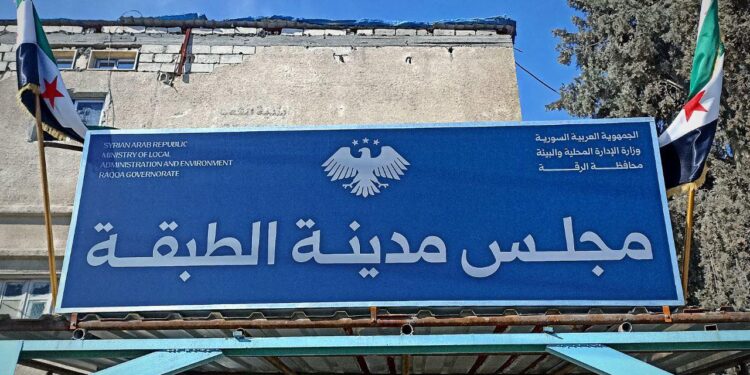 SYRIAN ARAB REPUBLIC
MINISTRY OF LOCAL
ADMINISTRATION AND ENVIRONMENT
RAQQA GOVERNORATE
الجمهورية العربية السورية
وزارة الإدارة المحلية والبيئة
محافظة الرقة
مجلس مدينة الطبقة